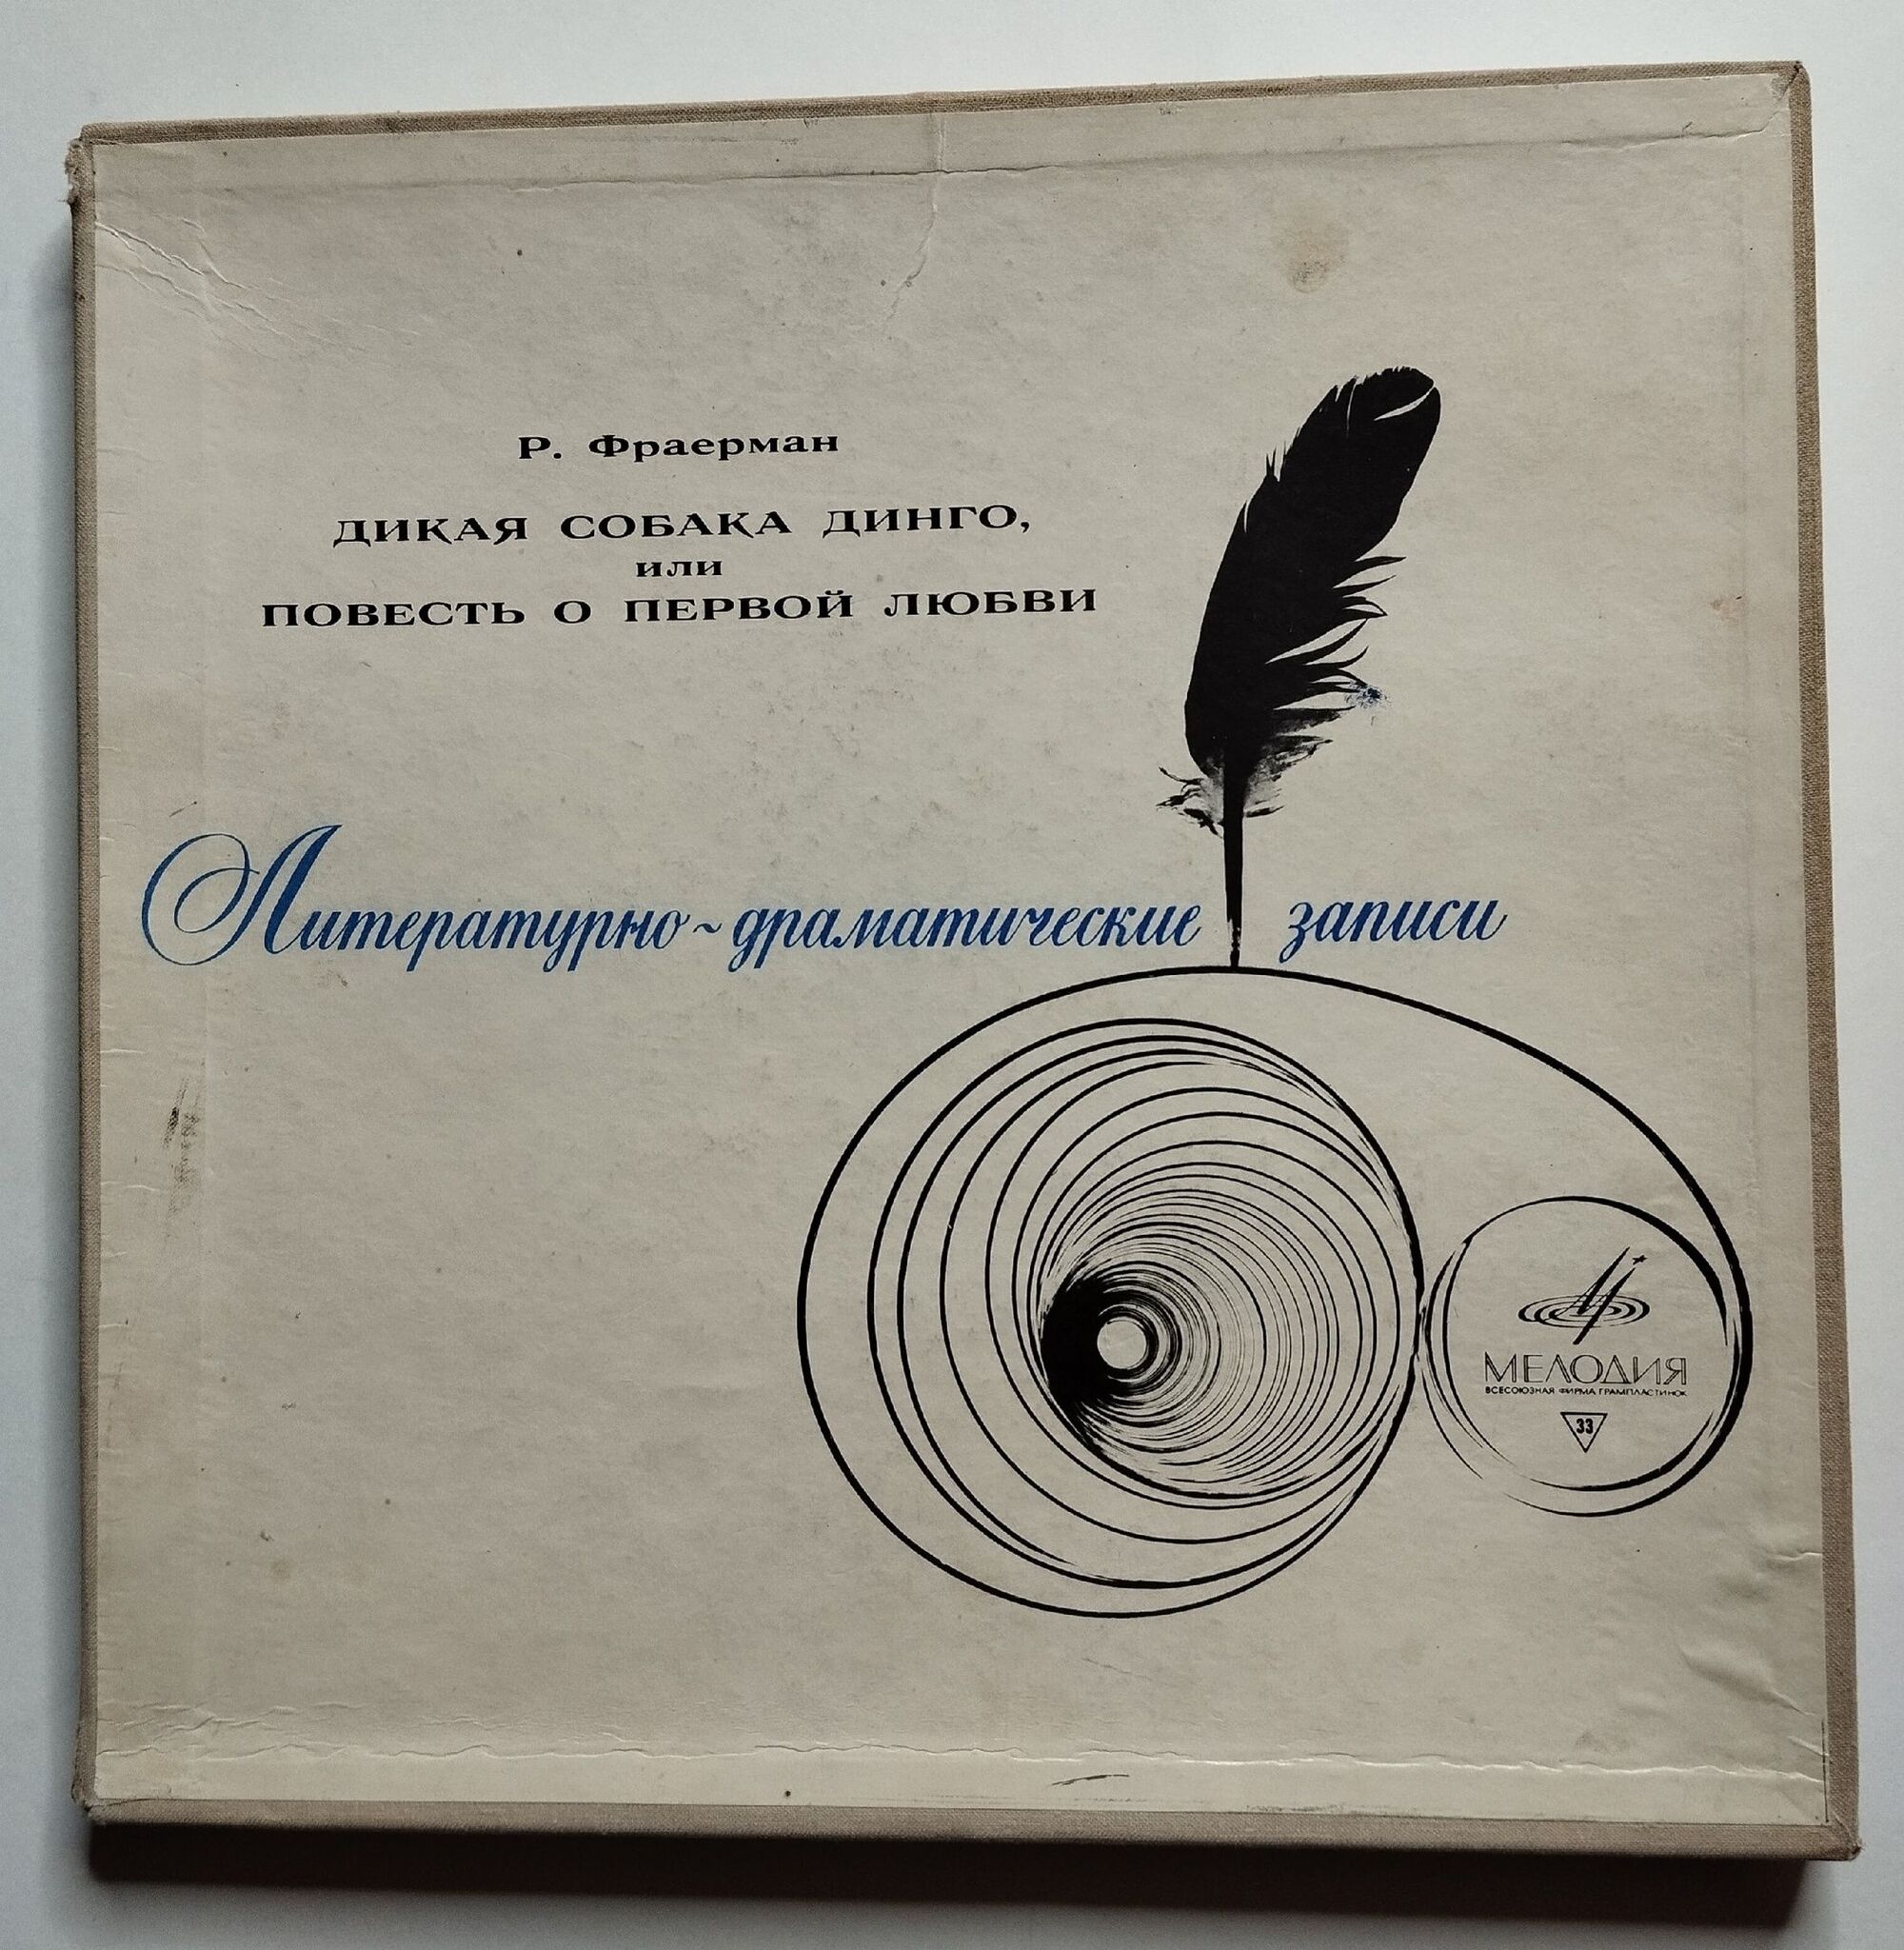 Р. Фраерман
ДИКАЯ СОБАКА ДИНГО,
или
ПОВЕСТЬ О ПЕРВОЙ ЛЮБВИ
Литературно-драматические записи
МЕЛОДИЯ
ВСЕСОЮЗНАЯ ФИРМА ГРАМПЛАСТИНОК
33